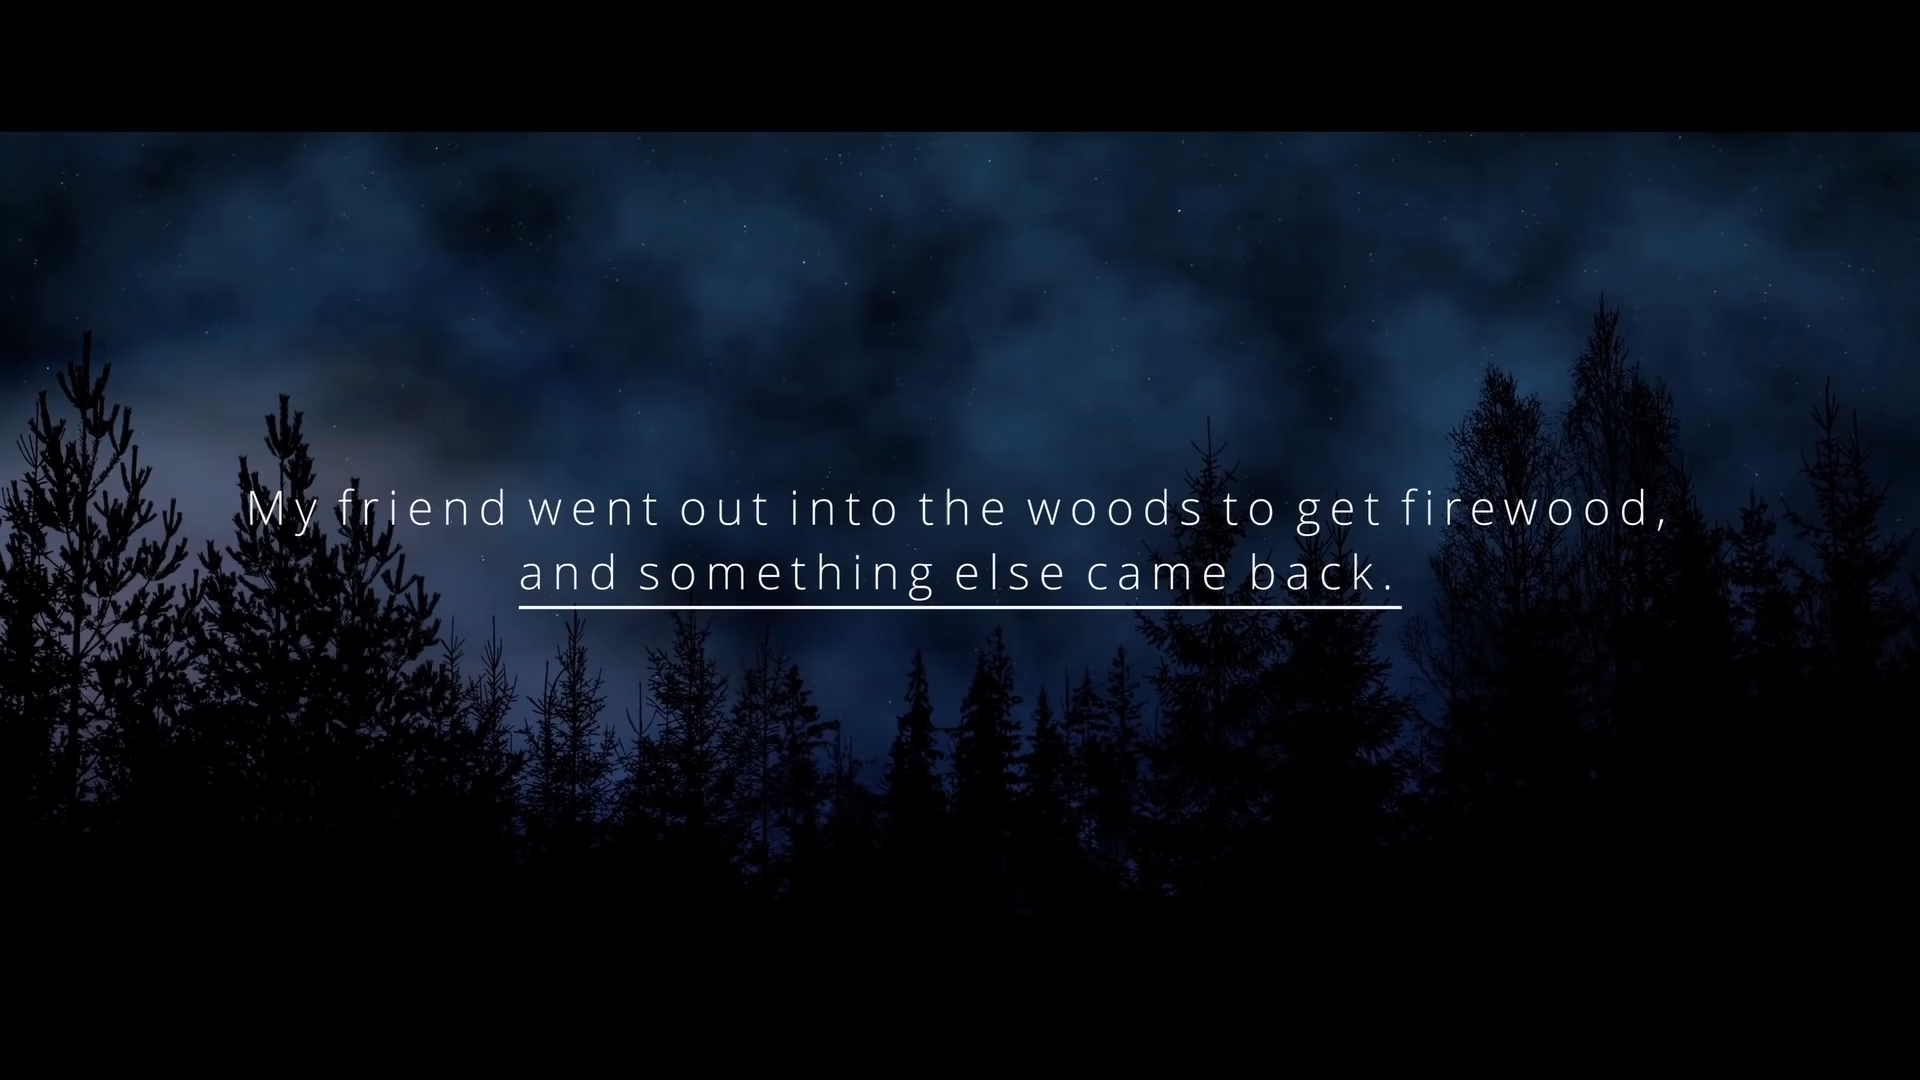 My friend went out into the woods to get firewood,
and something else came back.